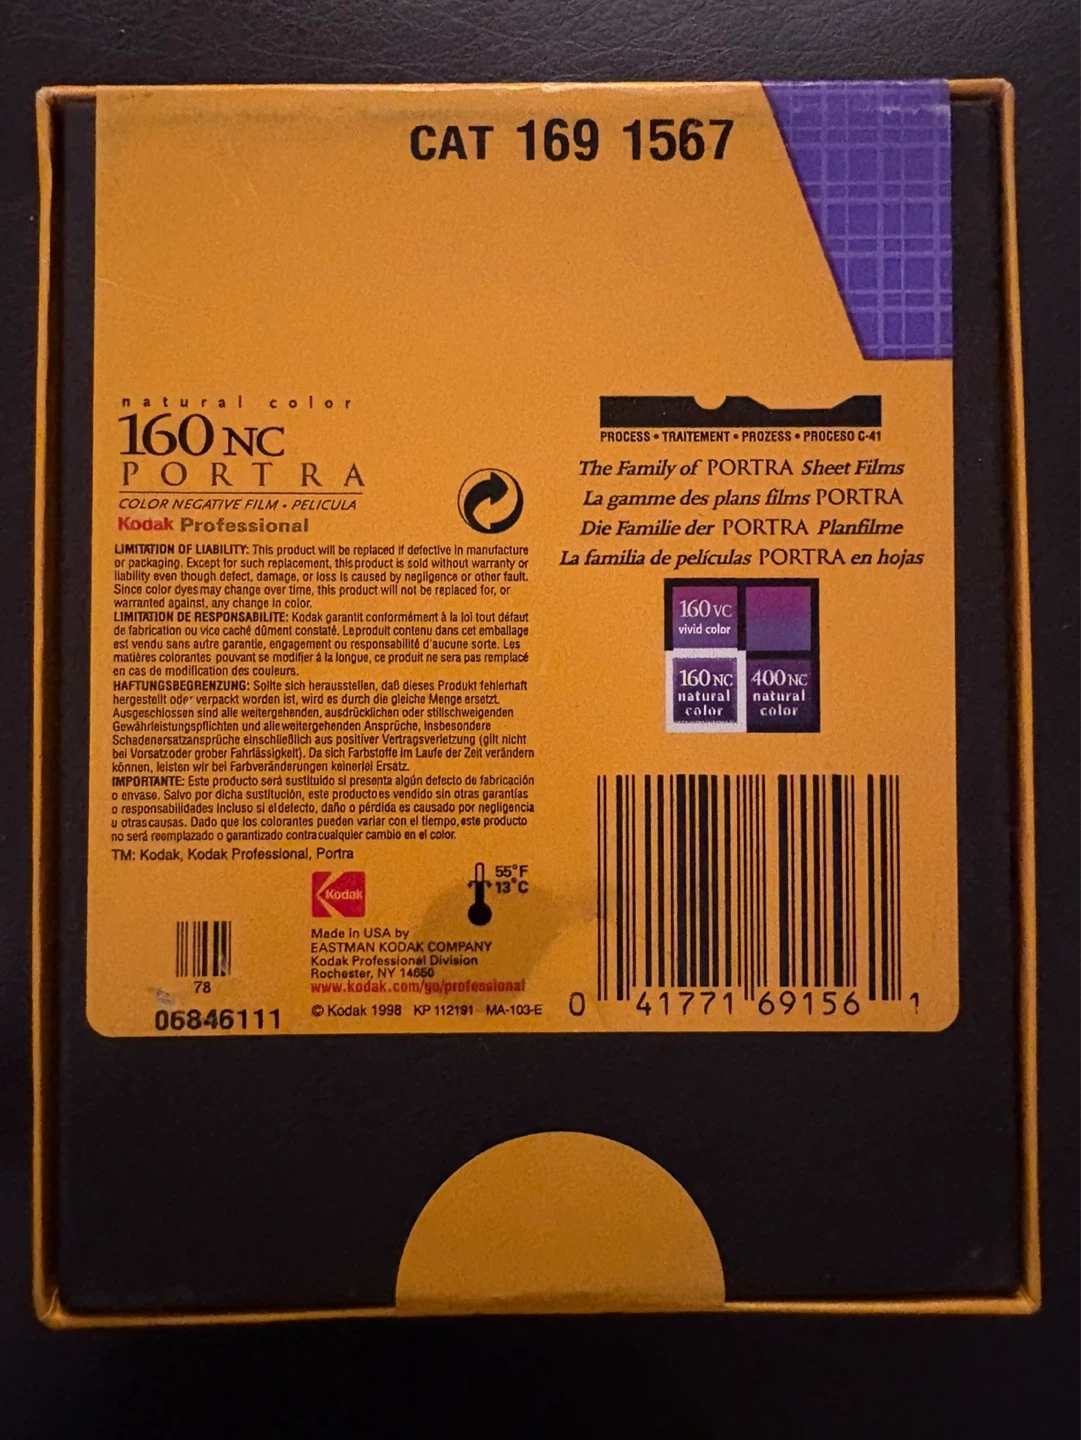 CAT 169 1567
natural color
160 NC
PORTRA
COLOR NEGATIVE FILM • PELICULA
Kodak Professional
LIMITATION OF LIABILITY: This product will be replaced if defective in manufacture
or packaging. Except for such replacement, this product is sold without warranty or
liability even though defect, damage, or loss is caused by negligence or other fault.
Since color dyes may change over time, this product will not be replaced for, or
warranted against, any change in color.
LIMITATION DE RESPONSABILITE: Kodak garantit conformément à la loi tout défaut
de fabrication ou vice caché dûment constaté. Le produit contenu dans cet emballage
est vendu sans autre garantie, engagement ou responsabilité d'aucune sorte. Les
matières colorantes pouvant se modifier à la longue, ce produit ne sera pas remplacé
en cas de modification des couleurs.
HAFTUNGSBEGRENZUNG: Sollte sich herausstellen, daß dieses Produkt fehlerhaft
hergestellt oder verpackt worden ist, wird es durch die gleiche Menge ersetzt.
Ausgeschlossen sind alle weitergehenden, ausdrücklichen oder stillschweigenden
Gewährleistungspflichten und alle weitergehenden Ansprüche, insbesondere
Schadenersatzansprüche einschließlich aus positiver Vertragsverletzung (gilt nicht
bei Vorsatz oder grober Fahrlässigkeit). Da sich Farbstoffe im Laufe der Zeit verändern
können, leisten wir bei Farbveränderungen keinerlei Ersatz.
IMPORTANTE: Este producto será sustituido si presenta algún defecto de fabricación
o envase. Salvo por dicha sustitución, este producto es vendido sin otras garantías
o responsabilidades incluso si el defecto, daño o pérdida es causado por negligencia
u otras causas. Dado que los colorantes pueden variar con el tiempo, este producto
no será reemplazado o garantizado contra cualquier cambio en el color.
TM: Kodak, Kodak Professional, Portra
Kodak
55°F
13°C
Made in USA by
EASTMAN KODAK COMPANY
Kodak Professional Division
Rochester, NY 14650
www.kodak.com/go/professional
© Kodak 1998 KP 112191 MA-103-E
78
06846111
PROCESS • TRAITEMENT • PROZESS • PROCESO C-41
The Family of PORTRA Sheet Films
La gamme des plans films PORTRA
Die Familie der PORTRA Planfilme
La familia de películas PORTRA en hojas
160 VC
vivid color
160 NC
natural
color
400 NC
natural
color
0 41771 69156 1